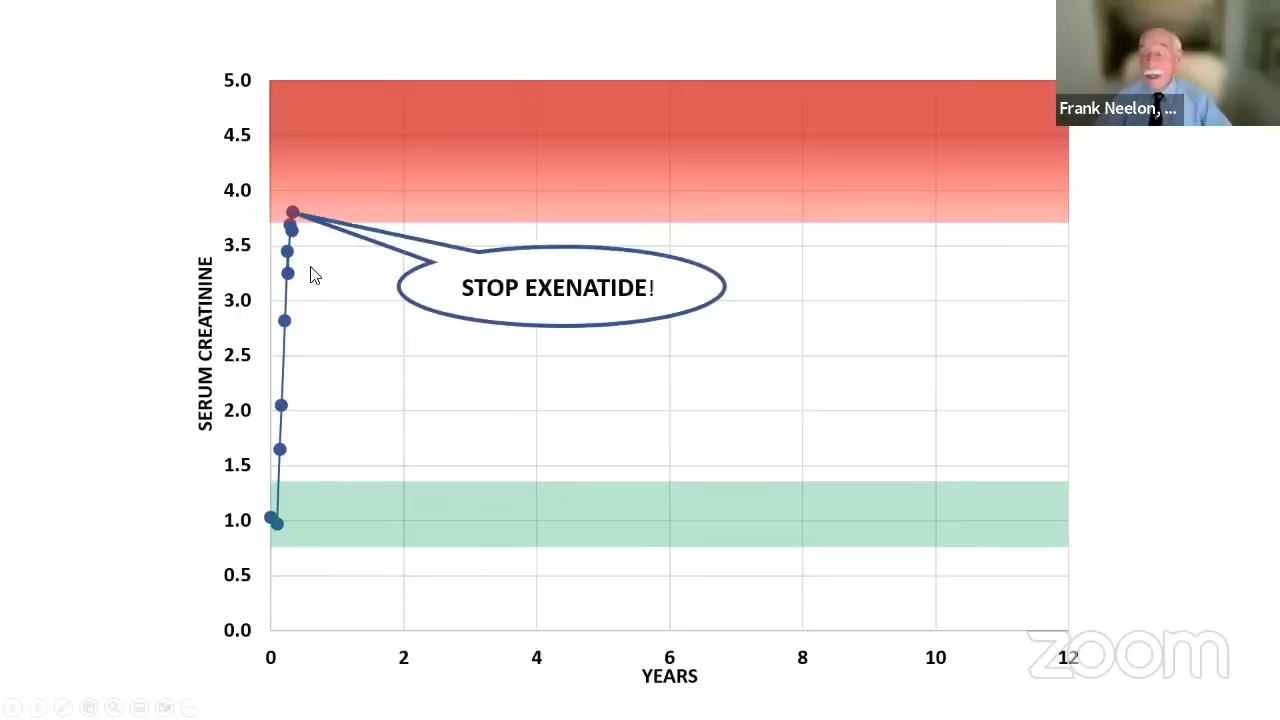 Frank Neelon, ...
5.0
4.5
4.0
3.5
3.0
2.5
2.0
1.5
1.0
0.5
0.0
SERUM CREATININE
STOP EXENATIDE!
0 2 4 6 8 10 12
YEARS
zoom